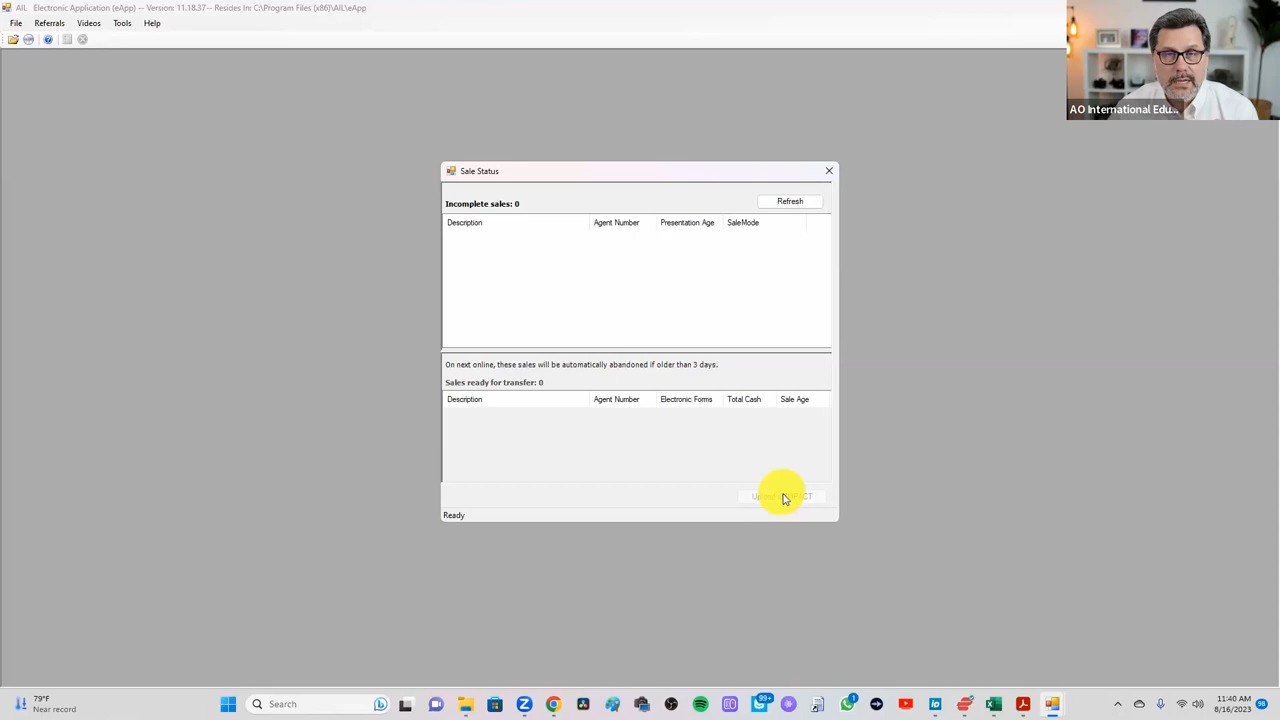 AIL Electronic Application (eApp) -- Version: 11.18.37-- Resides In: C:\Program Files (x86)\AIL\eApp
File Referrals Videos Tools Help
AO International Edu...
Sale Status
Incomplete sales: 0
Refresh
Description Agent Number Presentation Age SaleMode
On next online, these sales will be automatically abandoned if older than 3 days.
Sales ready for transfer: 0
Description Agent Number Electronic Forms Total Cash Sale Age
Ready
79°F
Near record
Search
99+
1
11:40 AM
8/16/2023
98